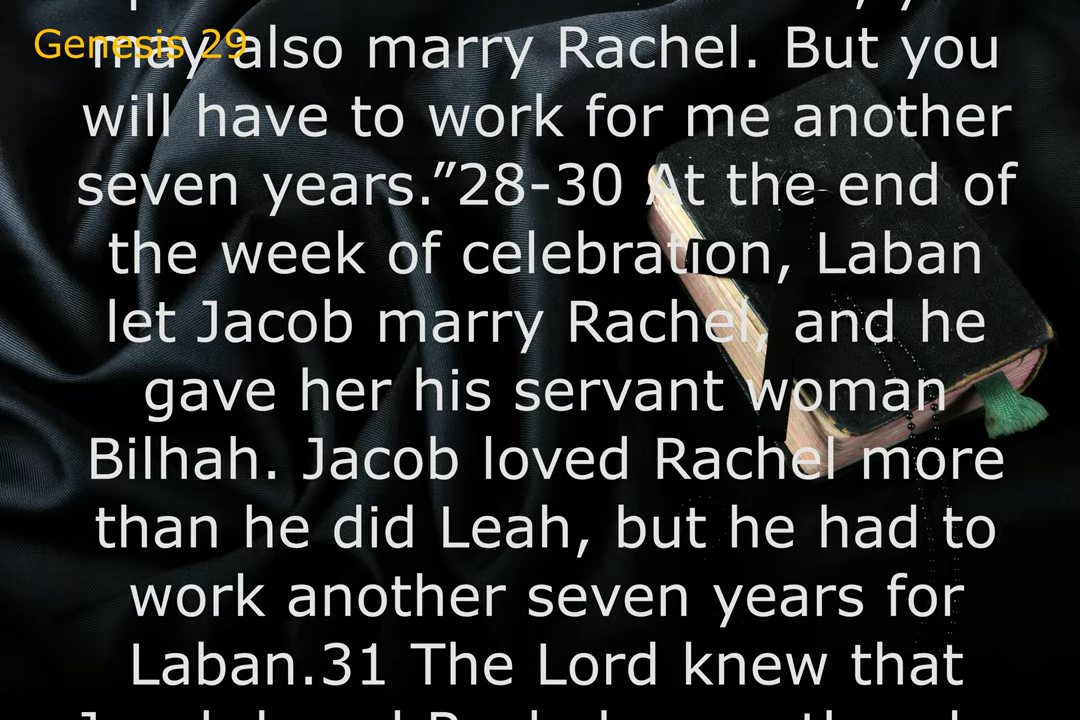 Genesis 29
may also marry Rachel. But you
will have to work for me another
seven years.”28-30 At the end of
the week of celebration, Laban
let Jacob marry Rachel, and he
gave her his servant woman
Bilhah. Jacob loved Rachel more
than he did Leah, but he had to
work another seven years for
Laban.31 The Lord knew that